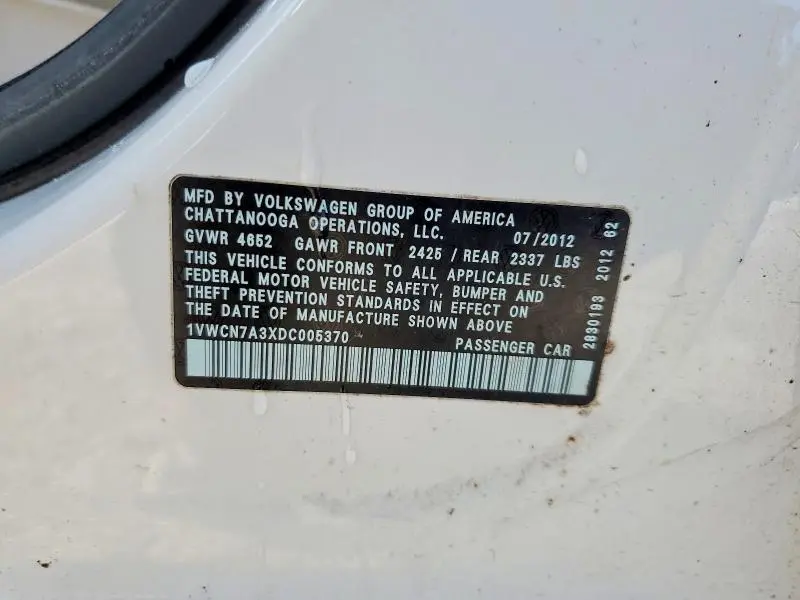 MFD BY VOLKSWAGEN GROUP OF AMERICA
CHATTANOOGA OPERATIONS, LLC. 07/2012
GVWR 4652 GAWR FRONT 2425 / REAR 2337 LBS
THIS VEHICLE CONFORMS TO ALL APPLICABLE U.S.
FEDERAL MOTOR VEHICLE SAFETY, BUMPER AND
THEFT PREVENTION STANDARDS IN EFFECT ON
THE DATE OF MANUFACTURE SHOWN ABOVE
1VWCN7A3XDC005370 PASSENGER CAR
2830193 2012 62